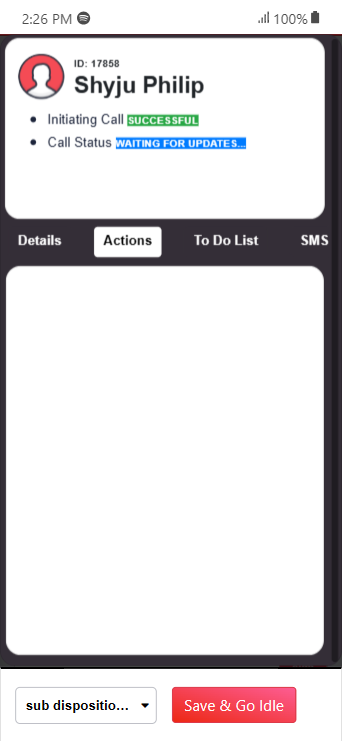 2:26 PM 100%
ID: 17858
Shyju Philip
Initiating Call SUCCESSFUL
Call Status WAITING FOR UPDATES...
Details Actions To Do List SMS
sub dispositio... Save & Go Idle